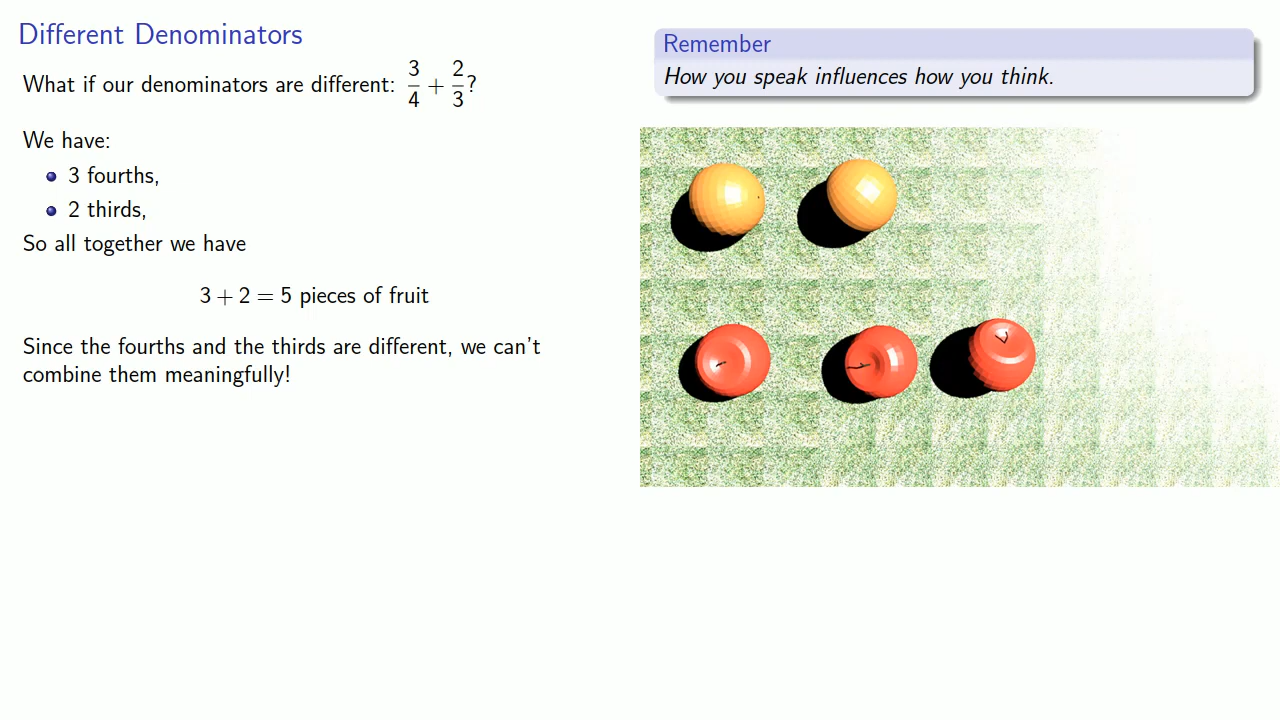 Different Denominators
What if our denominators are different: 3/4 + 2/3?
We have:
3 fourths,
2 thirds,
So all together we have
3 + 2 = 5 pieces of fruit
Since the fourths and the thirds are different, we can't
combine them meaningfully!
Remember
How you speak influences how you think.